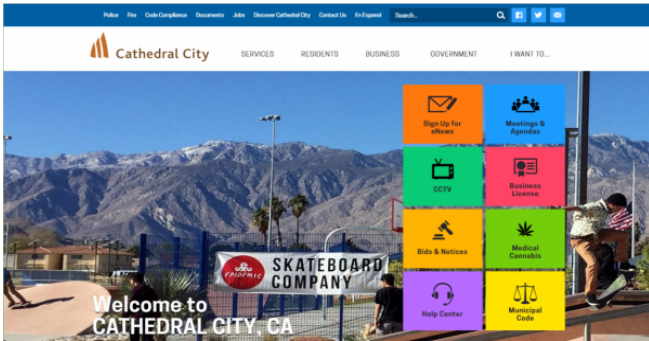 Police Fire Code Compliance Documents Jobs Discover Cathedral City Contact Us En Espanol Search...
Cathedral City SERVICES RESIDENTS BUSINESS GOVERNMENT I WANT TO...
Sign Up for
eNews
Meetings &
Agendas
CCTV
Business
License
Bids & Notices
Medical
Cannabis
Help Center
Municipal
Code
EPIDEMIC
SKATEBOARD
COMPANY
Welcome to
CATHEDRAL CITY, CA